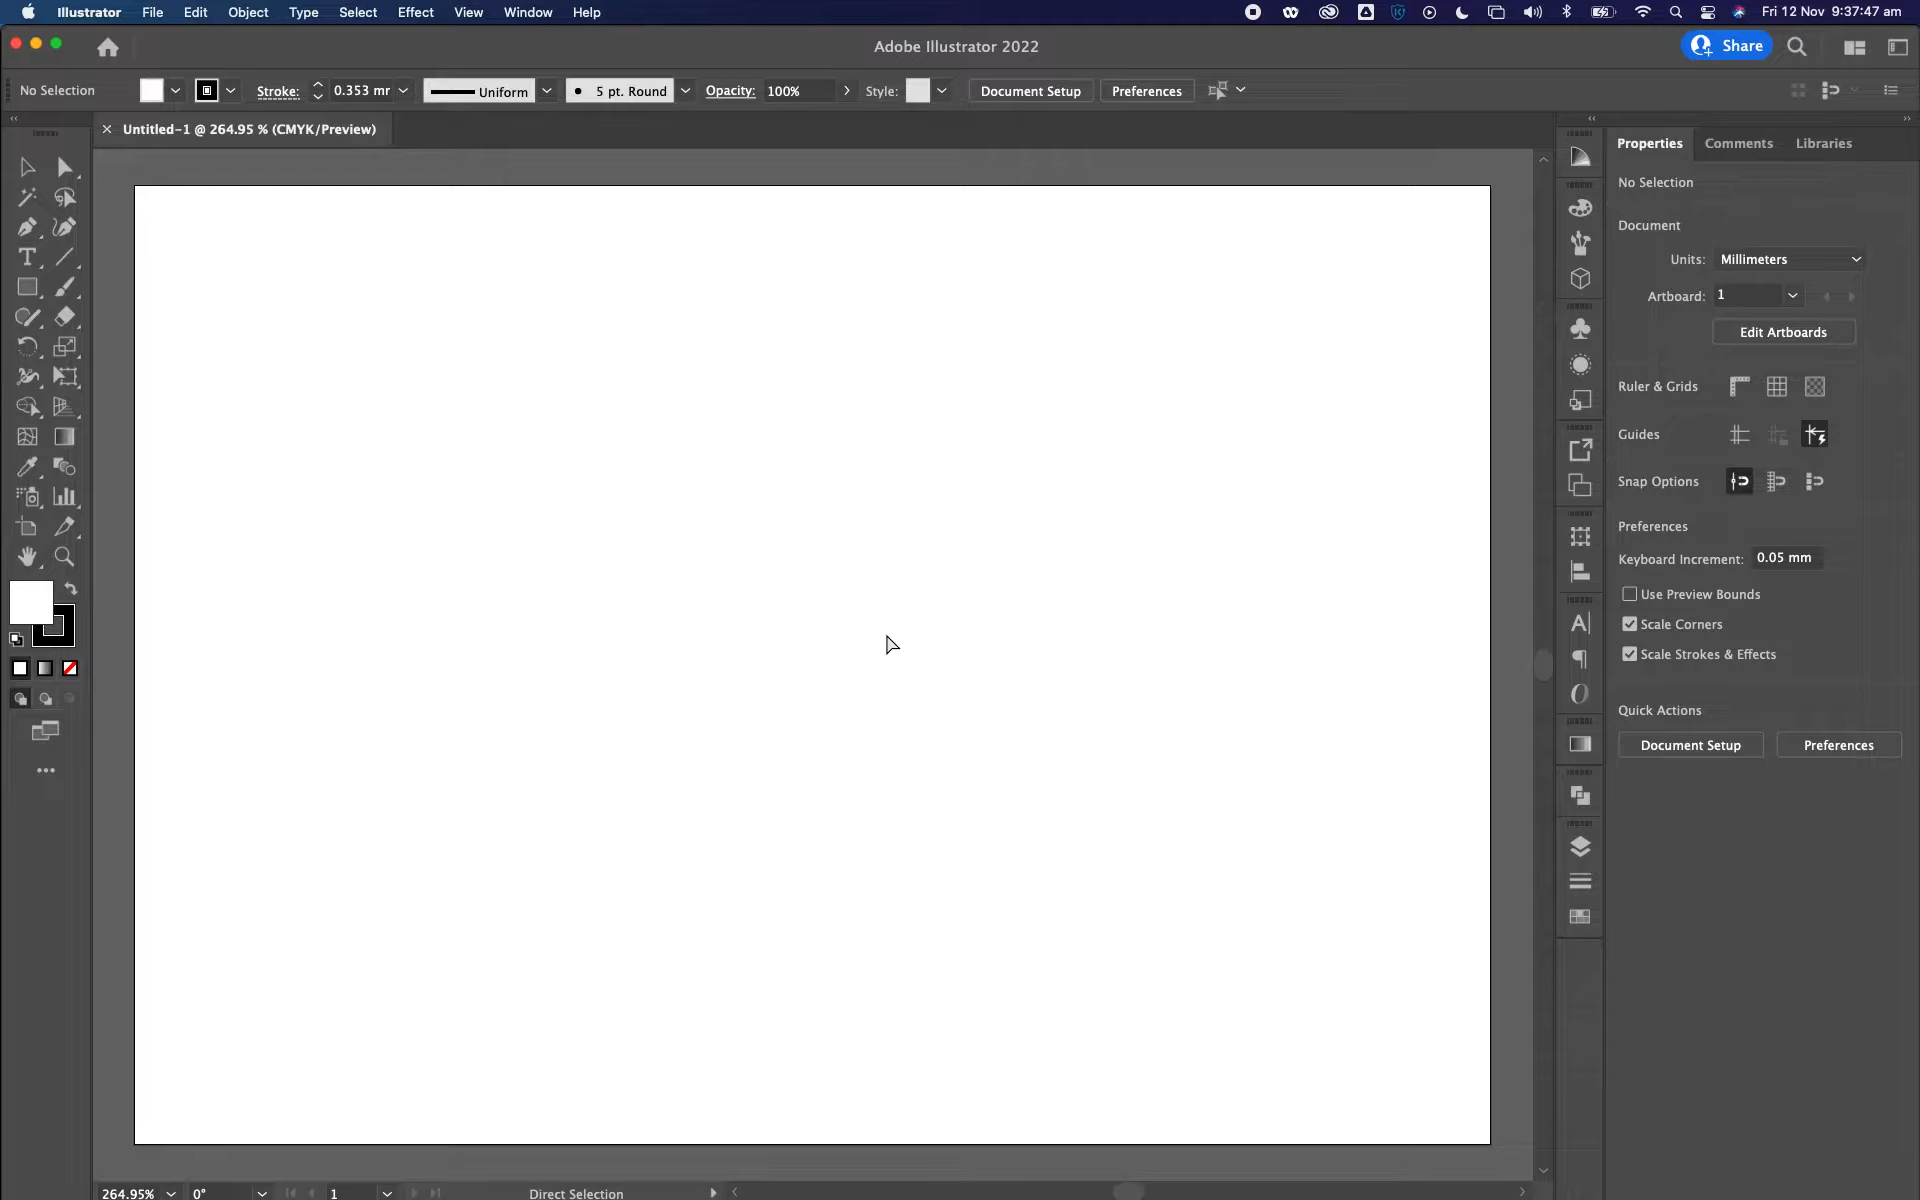 Illustrator File Edit Object Type Select Effect View Window Help Fri 12 Nov 9:37:47 am
Adobe Illustrator 2022 Share
No Selection Stroke: 0.353 mr Uniform 5 pt. Round Opacity: 100% Style: Document Setup Preferences
Untitled-1 @ 264.95 % (CMYK/Preview)
Properties Comments Libraries
No Selection
Document
Units: Millimeters
Artboard: 1
Edit Artboards
Ruler & Grids
Guides
Snap Options
Preferences
Keyboard Increment: 0.05 mm
Use Preview Bounds
Scale Corners
Scale Strokes & Effects
Quick Actions
Document Setup Preferences
264.95% 0° 1 Direct Selection